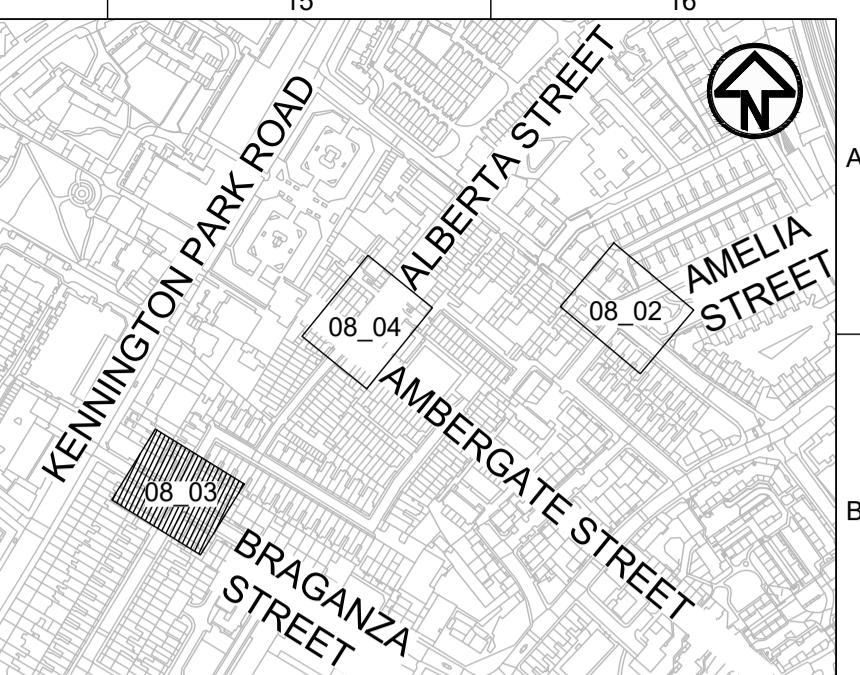 15
16
N
A
KENNINGTON PARK ROAD
ALBERTA STREET
AMELIA
STREET
08_02
08_04
AMBERGATE STREET
08_03
B
BRAGANZA
STREET